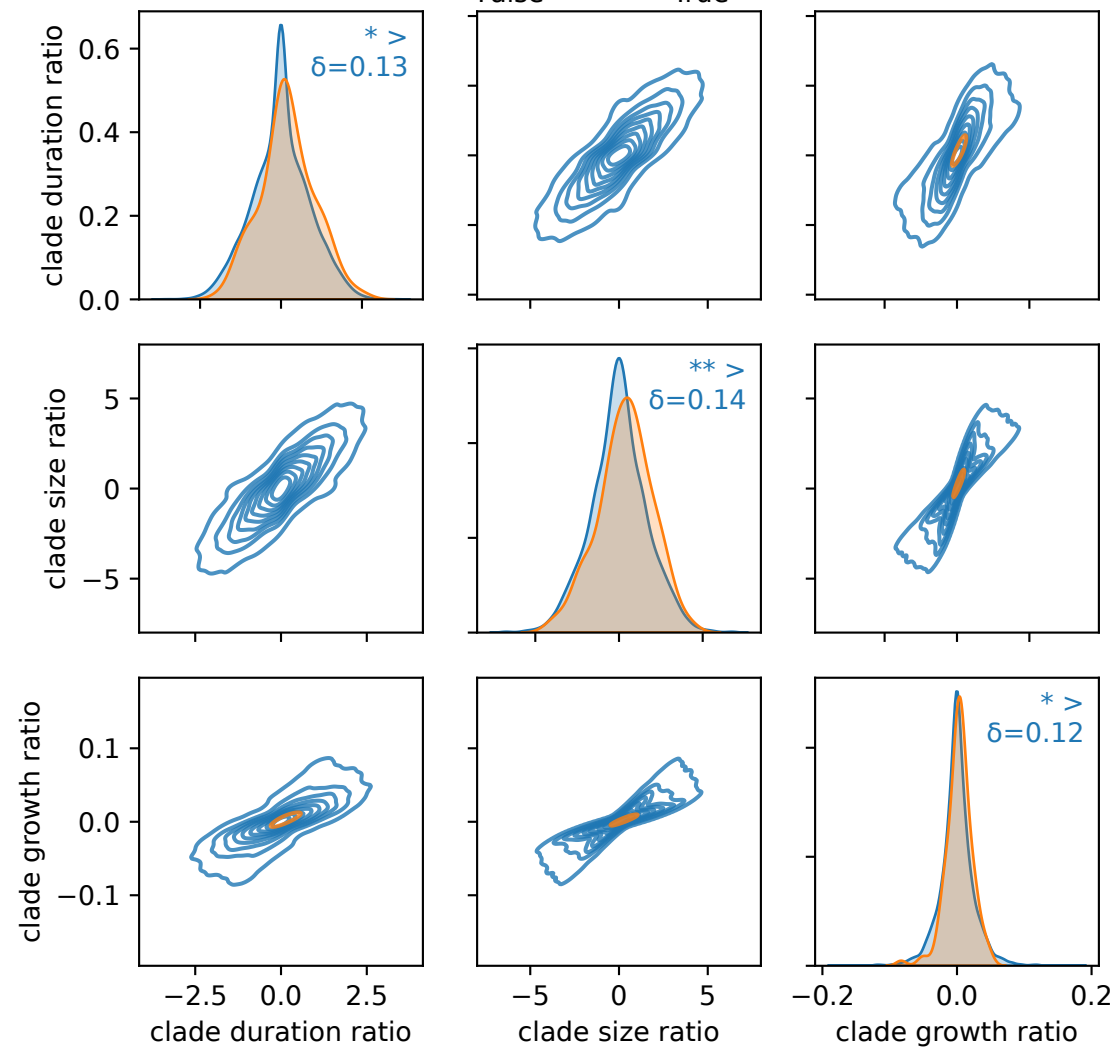 clade duration ratio
0.6
0.4
0.2
0.0
* >
δ=0.13
clade size ratio
5
0
−5
** >
δ=0.14
clade growth ratio
0.1
0.0
−0.1
* >
δ=0.12
−2.5 0.0 2.5
−5 0 5
−0.2 0.0 0.2
clade duration ratio
clade size ratio
clade growth ratio